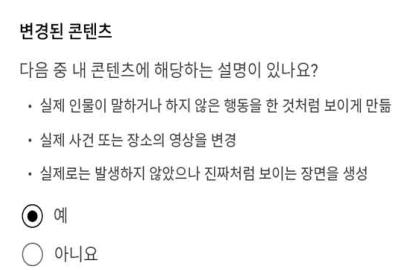 변경된 콘텐츠
다음 중 내 콘텐츠에 해당하는 설명이 있나요?
• 실제 인물이 말하거나 하지 않은 행동을 한 것처럼 보이게 만듦
• 실제 사건 또는 장소의 영상을 변경
• 실제로는 발생하지 않았으나 진짜처럼 보이는 장면을 생성
예
아니요